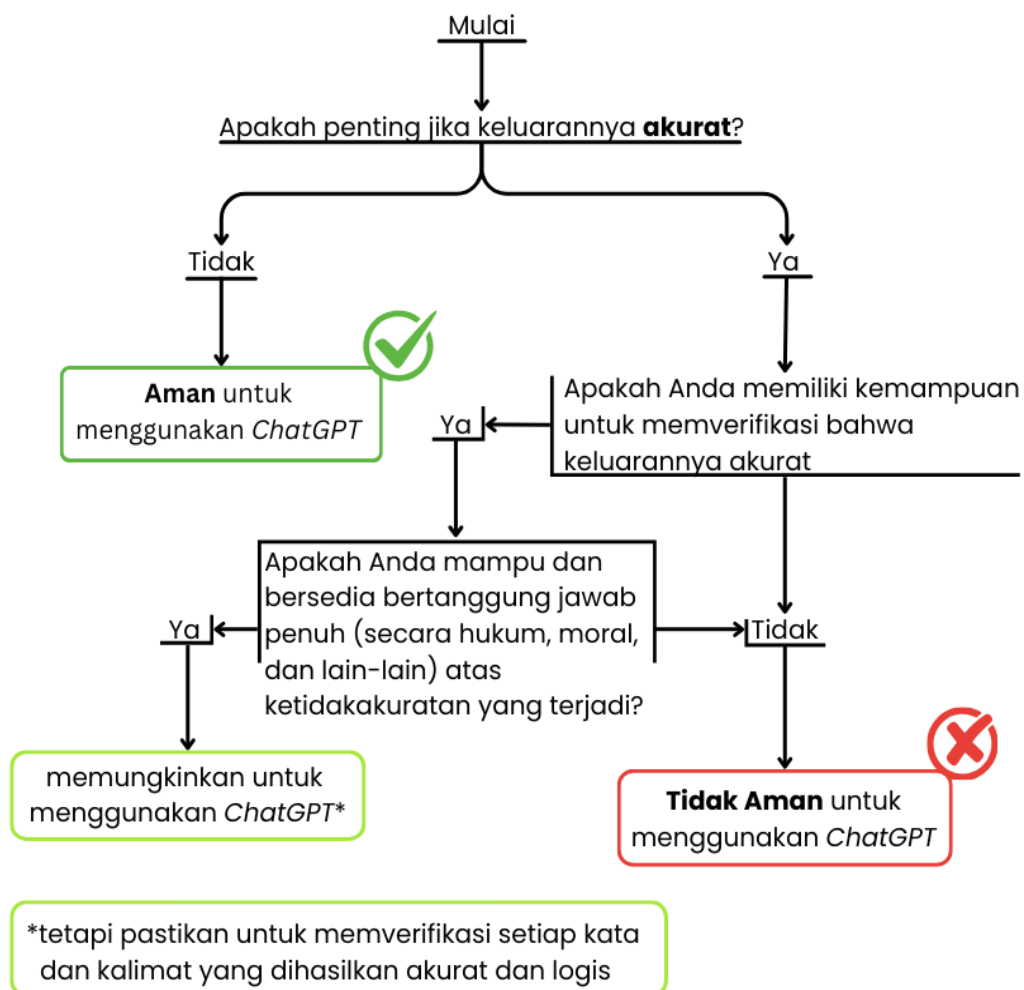 Mulai
Apakah penting jika keluarannya akurat?
Tidak
Ya
Aman untuk
menggunakan ChatGPT
Apakah Anda memiliki kemampuan
untuk memverifikasi bahwa
keluarannya akurat
Ya
Apakah Anda mampu dan
bersedia bertanggung jawab
penuh (secara hukum, moral,
dan lain-lain) atas
ketidakakuratan yang terjadi?
Ya
Tidak
memungkinkan untuk
menggunakan ChatGPT*
Tidak Aman untuk
menggunakan ChatGPT
*tetapi pastikan untuk memverifikasi setiap kata
dan kalimat yang dihasilkan akurat dan logis